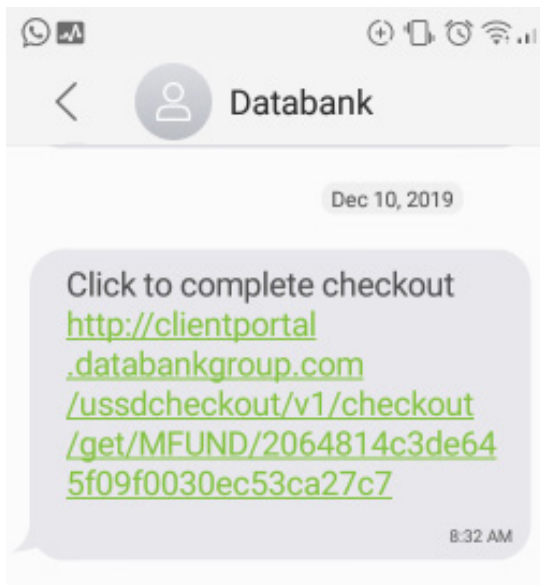 Databank
Dec 10, 2019
Click to complete checkout
http://clientportal
.databankgroup.com
/ussdcheckout/v1/checkout
/get/MFUND/2064814c3de64
5f09f0030ec53ca27c7
8:32 AM